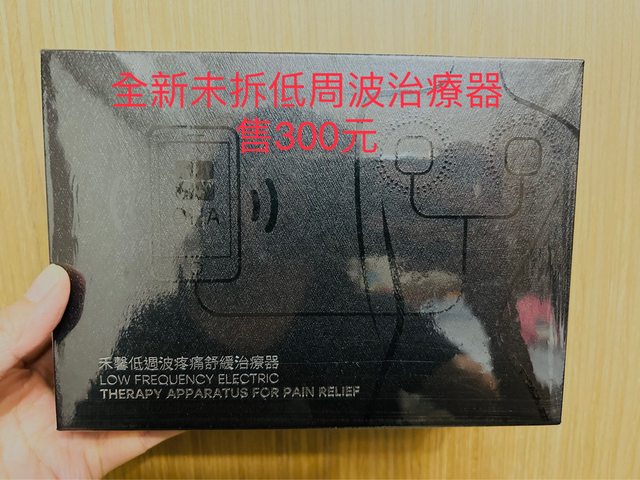 全新未拆低周波治療器
售300元
禾馨低週波疼痛舒緩治療器
LOW FREQUENCY ELECTRIC
THERAPY APPARATUS FOR PAIN RELIEF